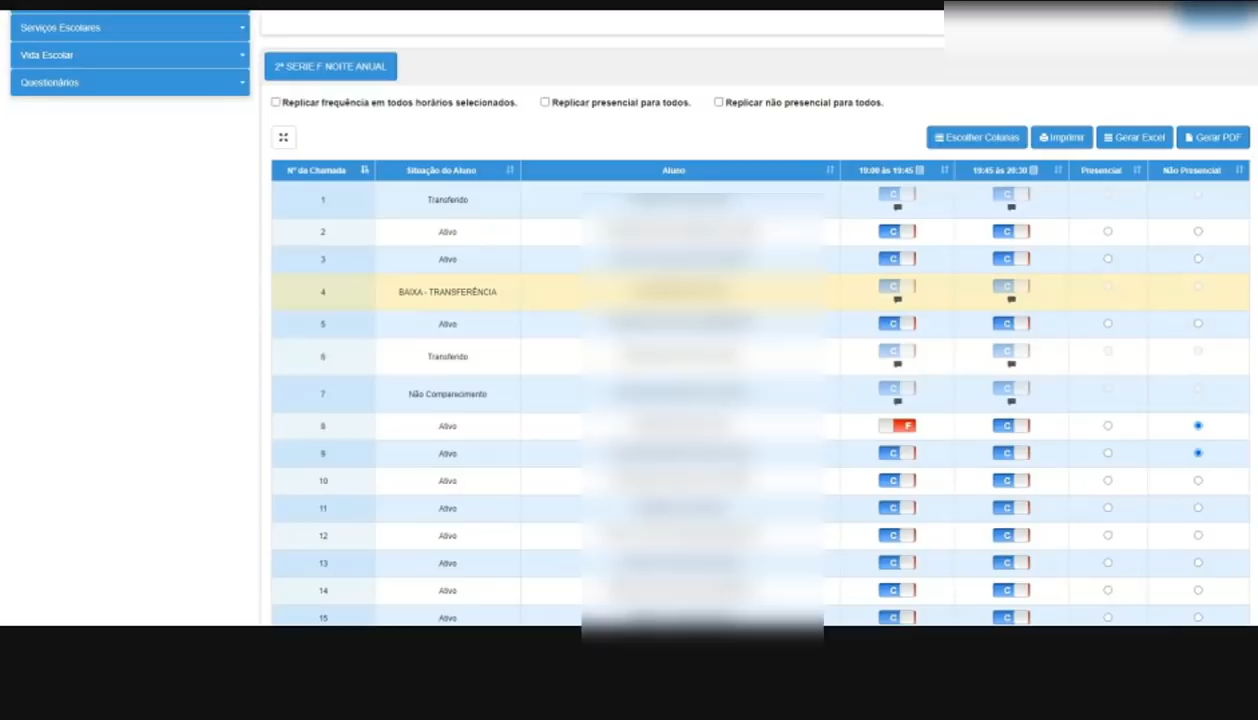 Serviços Escolares
Vida Escolar
Questionários
2ª SERIE F NOITE ANUAL
Replicar frequência em todos horários selecionados. Replicar presencial para todos. Replicar não presencial para todos.
Escolher Colunas Imprimir Gerar Excel Gerar PDF
Nº da Chamada Situação do Aluno Aluno 19:00 às 19:45 19:45 às 20:30 Presencial Não Presencial
1 Transferido C C
2 Ativo C C
3 Ativo C C
4 BAIXA - TRANSFERÊNCIA C C
5 Ativo C C
6 Transferido C C
7 Não Comparecimento C C
8 Ativo F C
9 Ativo C C
10 Ativo C C
11 Ativo C C
12 Ativo C C
13 Ativo C C
14 Ativo C C
15 Ativo C C